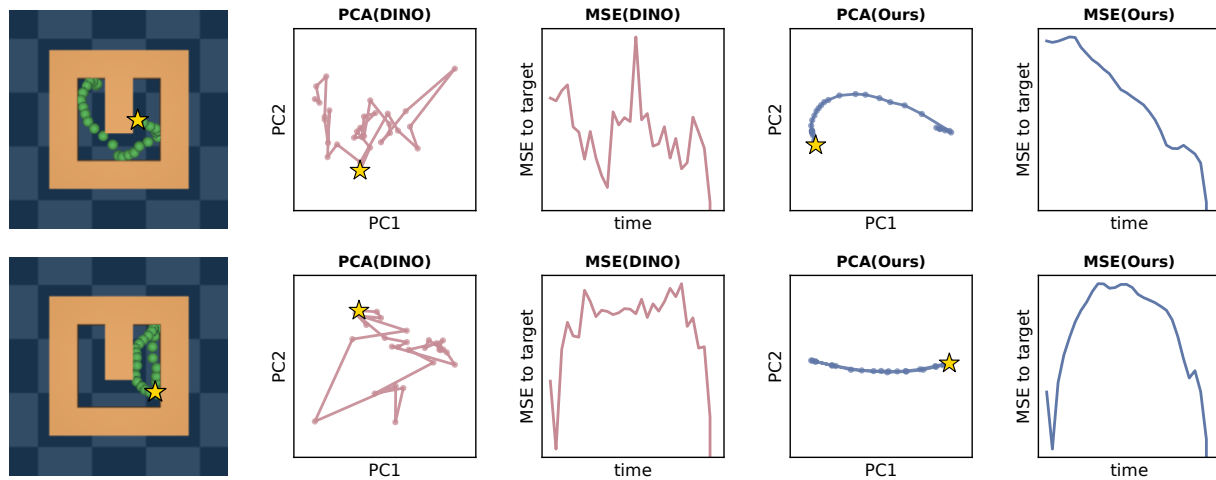 PCA(DINO)
MSE(DINO)
PCA(Ours)
MSE(Ours)
PC2
MSE to target
PC2
MSE to target
PC1
time
PC1
time
PCA(DINO)
MSE(DINO)
PCA(Ours)
MSE(Ours)
PC2
MSE to target
PC2
MSE to target
PC1
time
PC1
time